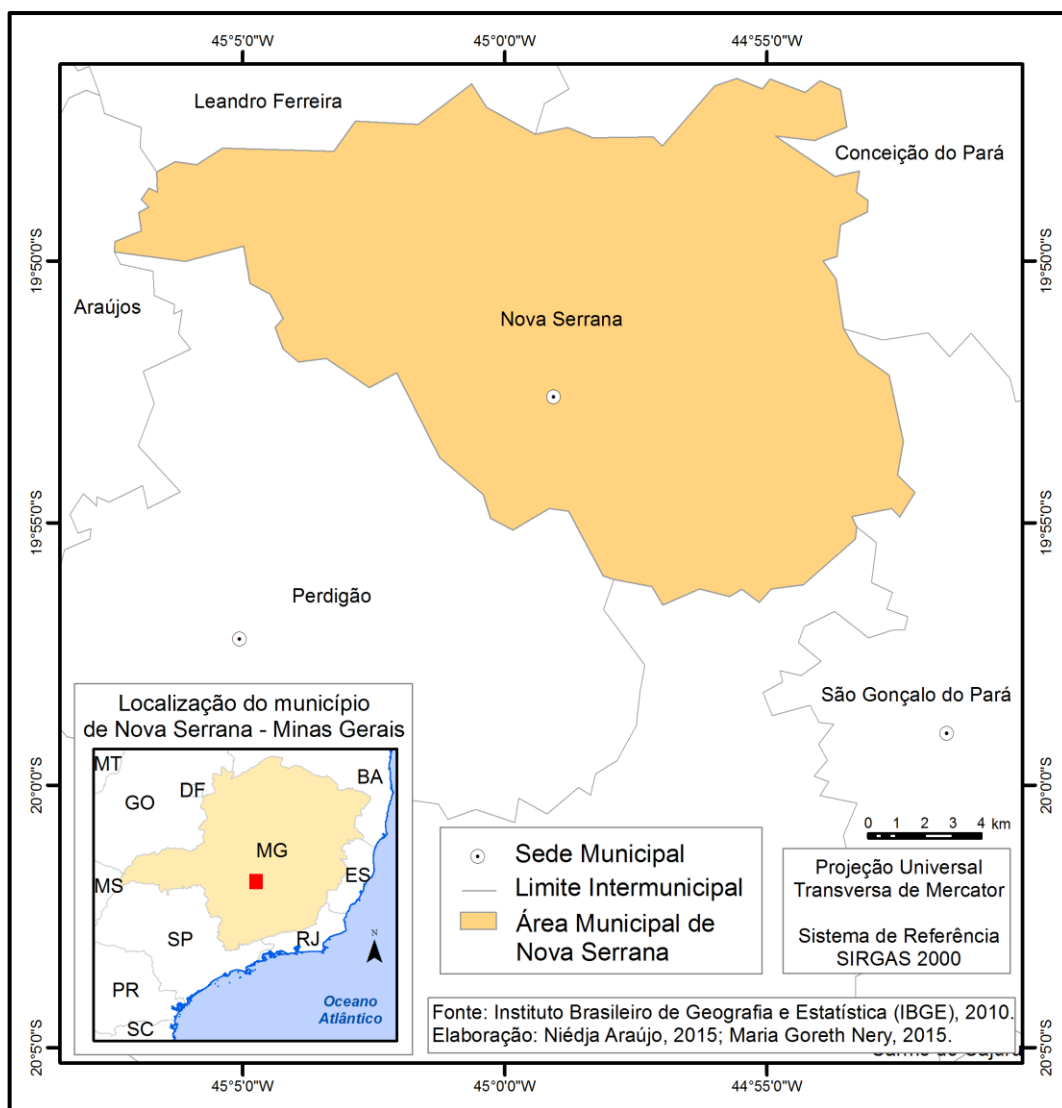 45°5'0"W
45°0'0"W
44°55'0"W
Leandro Ferreira
Conceição do Pará
19°50'0"S
19°50'0"S
Araújos
Nova Serrana
19°55'0"S
19°55'0"S
Perdigão
São Gonçalo do Pará
20°0'0"S
20°0'0"S
0 1 2 4 km
Localização do município
de Nova Serrana - Minas Gerais
MT
GO
DF
BA
MG
MS
ES
SP
RJ
PR
SC
N
Oceano
Atlântico
Sede Municipal
Limite Intermunicipal
Área Municipal de
Nova Serrana
Projeção Universal
Transversa de Mercator
Sistema de Referência
SIRGAS 2000
Fonte: Instituto Brasileiro de Geografia e Estatística (IBGE), 2010.
Elaboração: Niédja Araújo, 2015; Maria Goreth Nery, 2015.
20°5'0"S
20°5'0"S
45°5'0"W
45°0'0"W
44°55'0"W